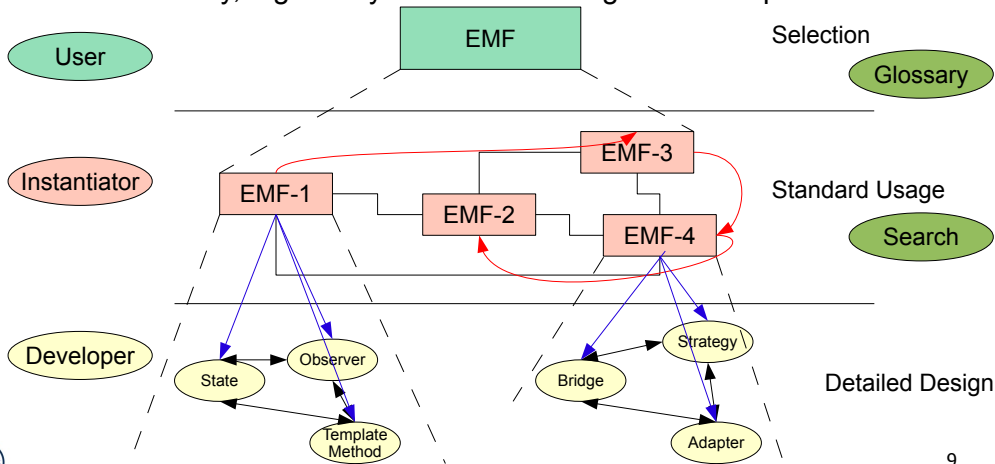 EMF
Selection
User
Glossary
EMF-3
Instantiator
EMF-1
Standard Usage
EMF-2
EMF-4
Search
Developer
Observer
Strategy
State
Bridge
Detailed Design
Template
Method
Adapter
9